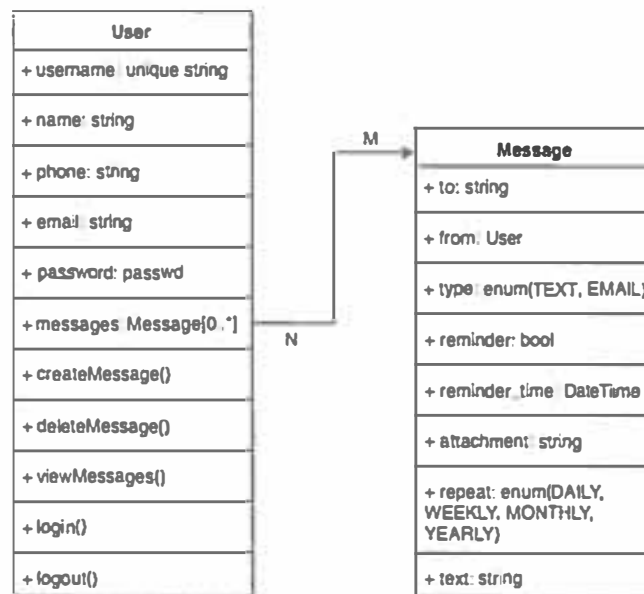 User
+ username: unique string
+ name: string
+ phone: string
+ email: string
+ password: passwd
+ messages: Message[0..*]
+ createMessage()
+ deleteMessage()
+ viewMessages()
+ login()
+ logout()
N
M
Message
+ to: string
+ from: User
+ type: enum(TEXT, EMAIL)
+ reminder: bool
+ reminder_time: DateTime
+ attachment: string
+ repeat: enum(DAILY,
WEEKLY, MONTHLY,
YEARLY)
+ text: string